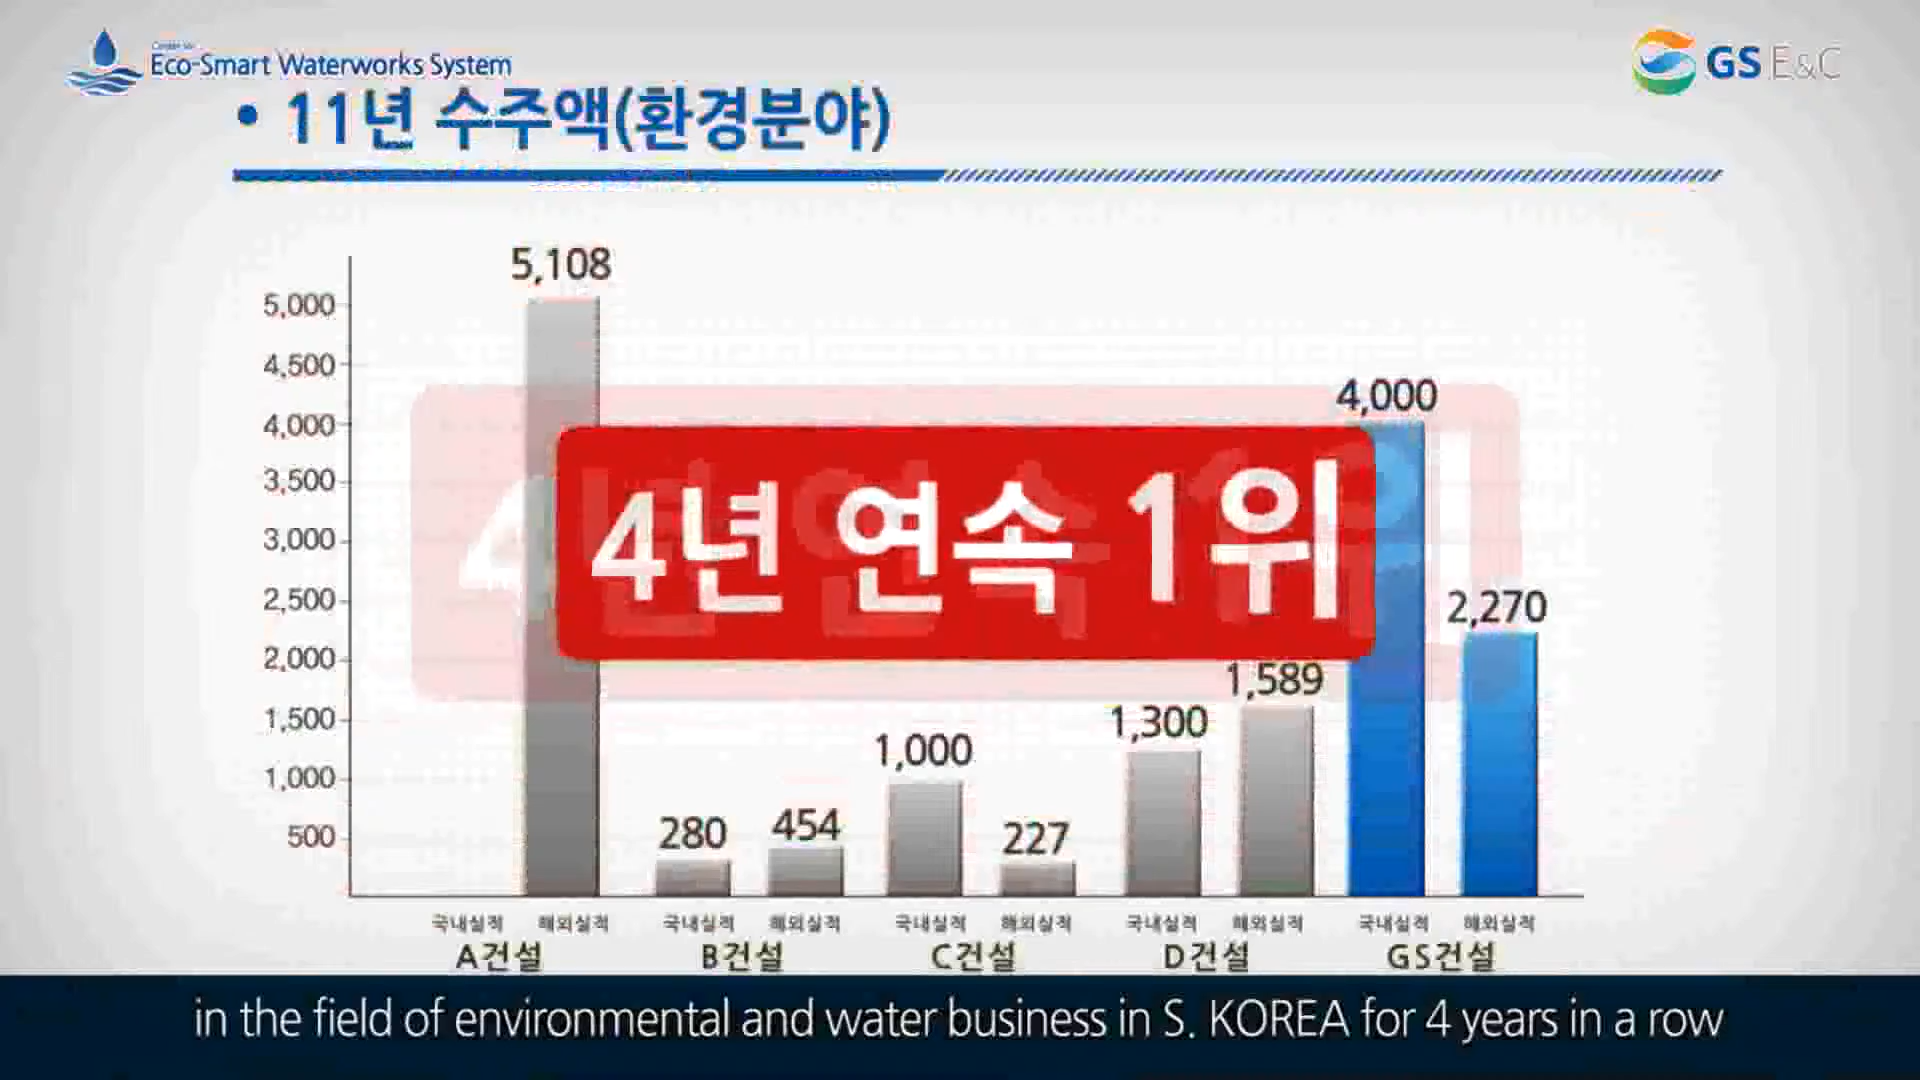 Center for
Eco-Smart Waterworks System
GS E&C
• 11년 수주액(환경분야)
5,108
5,000
4,500
4,000
4,000
3,500
3,000
2,500
2,000
1,500
1,000
500
4년 연속 1위
2,270
1,589
1,300
1,000
280
454
227
국내실적 해외실적 국내실적 해외실적 국내실적 해외실적 국내실적 해외실적 국내실적 해외실적
A건설 B건설 C건설 D건설 GS건설
in the field of environmental and water business in S. KOREA for 4 years in a row